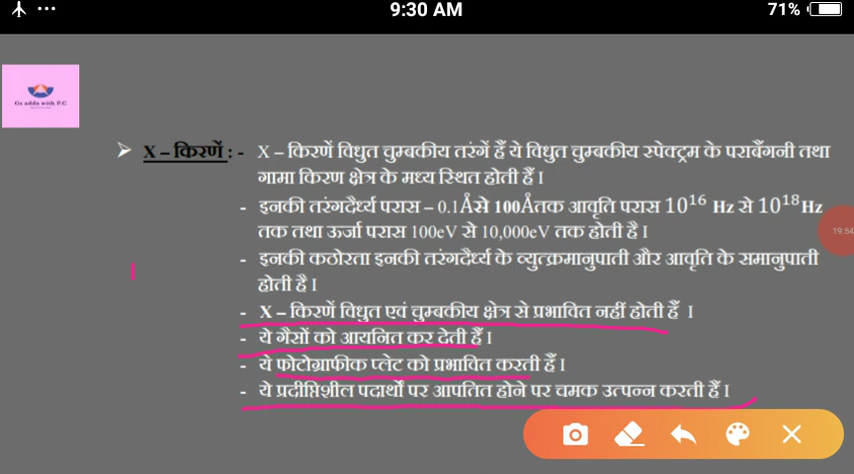 9:30 AM
71%
Gs adda with P.G
➤ X – किरणें : - X – किरणें विधुत चुम्बकीय तरंगें हैं ये विधुत चुम्बकीय स्पेक्ट्रम के पराबैंगनी तथा
गामा किरण क्षेत्र के मध्य स्थित होती हैं I
- इनकी तरंगदैर्ध्य परास – 0.1Åसे 100Åतक आवृति परास 10¹⁶ Hz से 10¹⁸Hz
तक तथा ऊर्जा परास 100eV से 10,000eV तक होती है I
19:54
- इनकी कठोरता इनकी तरंगदैर्ध्य के व्युत्क्रमानुपाती और आवृति के समानुपाती
होती है I
- X – किरणें विधुत एवं चुम्बकीय क्षेत्र से प्रभावित नहीं होती हैं I
- ये गैसों को आयनित कर देती हैं I
- ये फोटोग्राफीक प्लेट को प्रभावित करती हैं I
- ये प्रदीप्तिशील पदार्थों पर आपतित होने पर चमक उत्पन्न करती हैं I